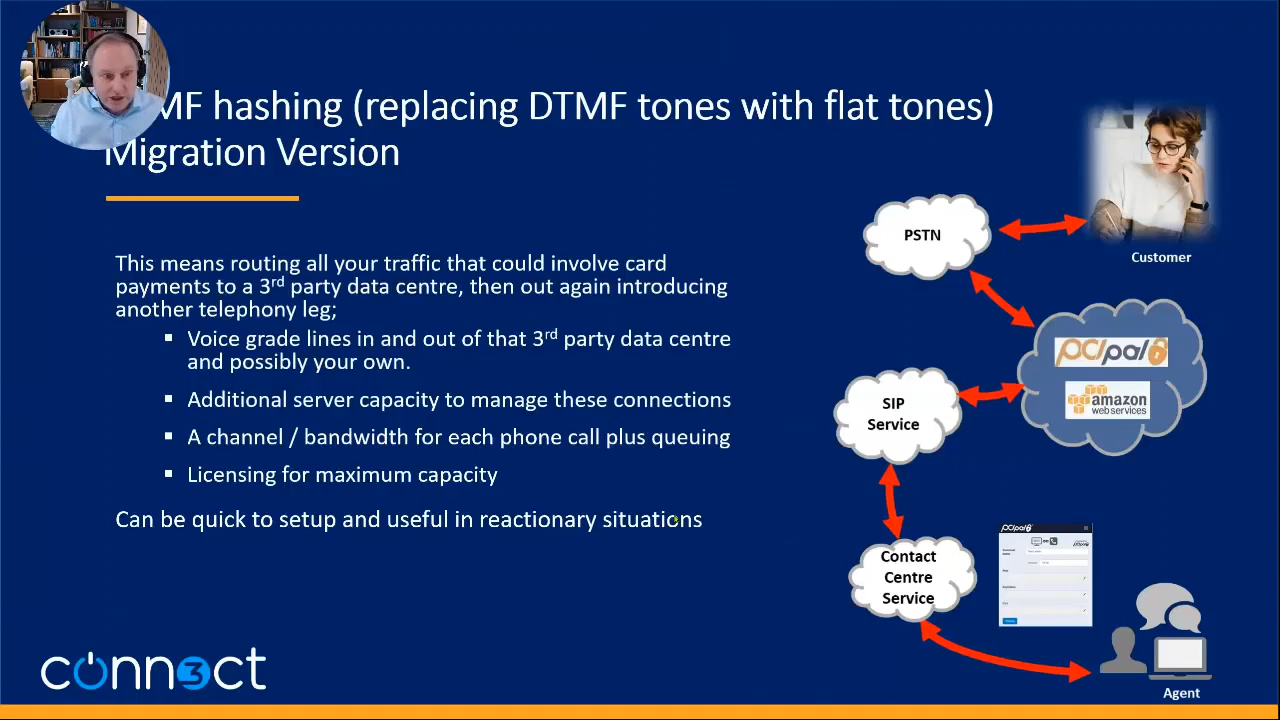 MF hashing (replacing DTMF tones with flat tones)
Migration Version
This means routing all your traffic that could involve card
payments to a 3rd party data centre, then out again introducing
another telephony leg;
▪ Voice grade lines in and out of that 3rd party data centre
and possibly your own.
▪ Additional server capacity to manage these connections
▪ A channel / bandwidth for each phone call plus queuing
▪ Licensing for maximum capacity
Can be quick to setup and useful in reactionary situations
PSTN
Customer
pcipal
amazon
webservices
SIP
Service
Contact
Centre
Service
pcipal
Agent
conn3ct